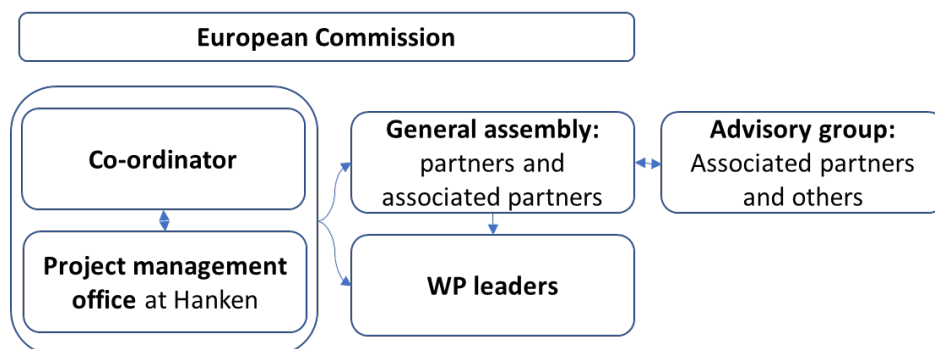 European Commission
Co-ordinator
Project management
office at Hanken
General assembly:
partners and
associated partners
WP leaders
Advisory group:
Associated partners
and others